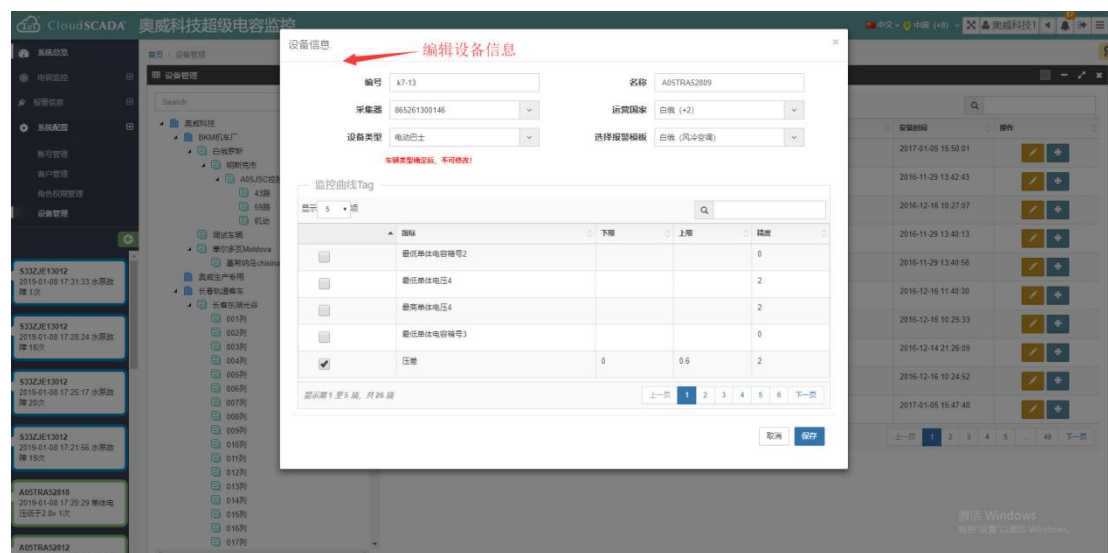 CloudSCADA 奥威科技超级电容监控
中文 中国 (+8) 奥威科技1
首页 / 设备管理
设备管理
系统总览
电容监控
报警信息
系统配置
账号管理
客户管理
角色权限管理
设备管理
S33ZJE13012
2019-01-08 17:31:33 水泵故
障 1次
S33ZJE13012
2019-01-08 17:28:24 水泵故
障 18次
S33ZJE13012
2019-01-08 17:25:17 水泵故
障 20次
S33ZJE13012
2019-01-08 17:21:56 水泵故
障 19次
A05TRA52810
2019-01-08 17:20:29 单体电
压低于2.0v 1次
A05TRA52812
Search
奥威科技
BKM机车厂
白俄罗斯
明斯克市
43路
59路
机动
调试车辆
摩尔多瓦Moldova
奥威生产专用
长春轨道客车
长春东湖光谷
001列
002列
003列
004列
005列
006列
007列
008列
009列
010列
011列
012列
013列
014列
015列
016列
017列
设备信息
编辑设备信息
×
编号 k7-13 名称 A05TRA52809
采集器 865261300146 运营国家 白俄 (+2)
设备类型 电动巴士 选择报警模板 白俄 (风冷空调)
车辆类型确定后、不可修改!
监控曲线Tag
显示 5 项
指标 下限 上限 精度
最低单体电容箱号2 0
最低单体电压4 2
最高单体电压4 2
最低单体电容箱号3 0
压差 0 0.6 2
显示第 1 至 5 项, 共 26 项
上一页 1 2 3 4 5 6 下一页
取消 保存
安装时间 操作
2017-01-05 15:50:01
2016-11-29 13:42:43
2016-12-16 10:27:07
2016-11-29 13:40:13
2016-11-29 13:40:56
2016-12-16 11:40:30
2016-12-16 10:25:33
2016-12-14 21:26:09
2016-12-16 10:24:52
2017-01-05 15:47:48
上一页 1 2 3 4 5 … 49 下一页
激活 Windows
转到"设置"以激活 Windows。